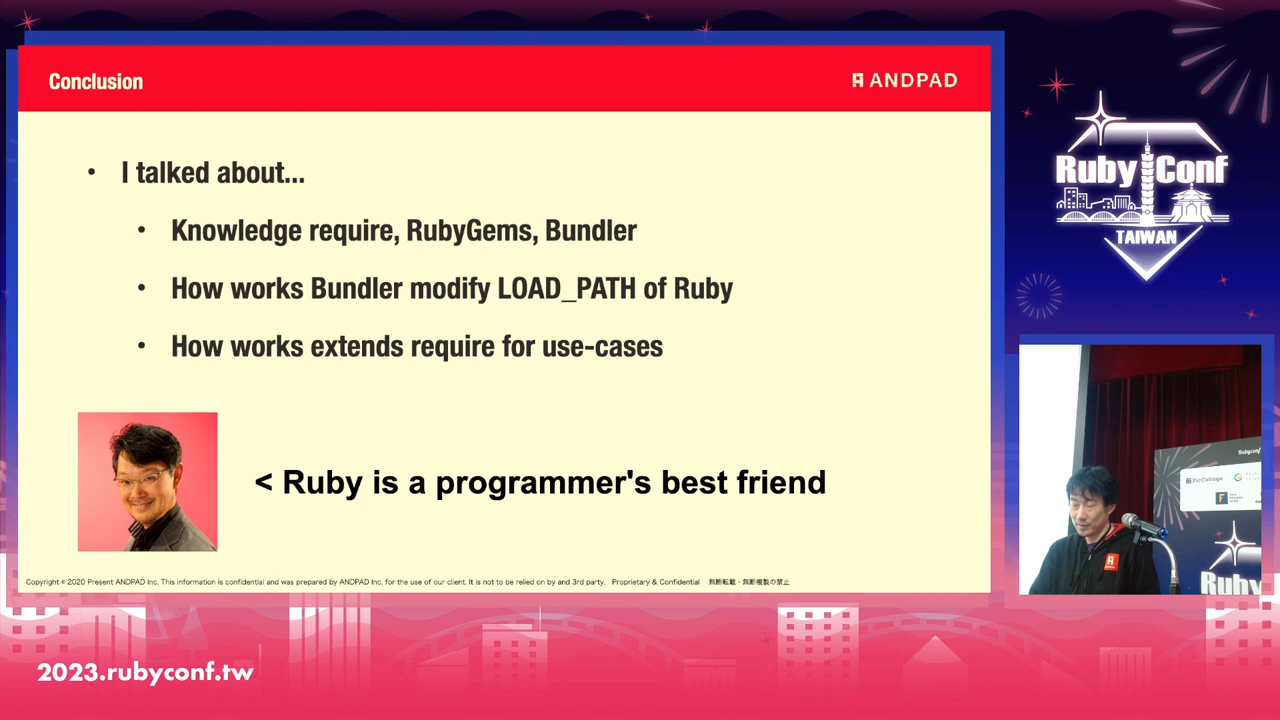 Conclusion
ANDPAD
• I talked about...
• Knowledge require, RubyGems, Bundler
• How works Bundler modify LOAD_PATH of Ruby
• How works extends require for use-cases
< Ruby is a programmer's best friend
Copyright © 2020 Present ANDPAD Inc. This information is confidential and was prepared by ANDPAD Inc. for the use of our client. It is not to be relied on by and 3rd party. Proprietary & Confidential 無断転載・無断複製の禁止
RubyConf
TAIWAN
Rubyconf
PicCollage
Ruby
2023.rubyconf.tw